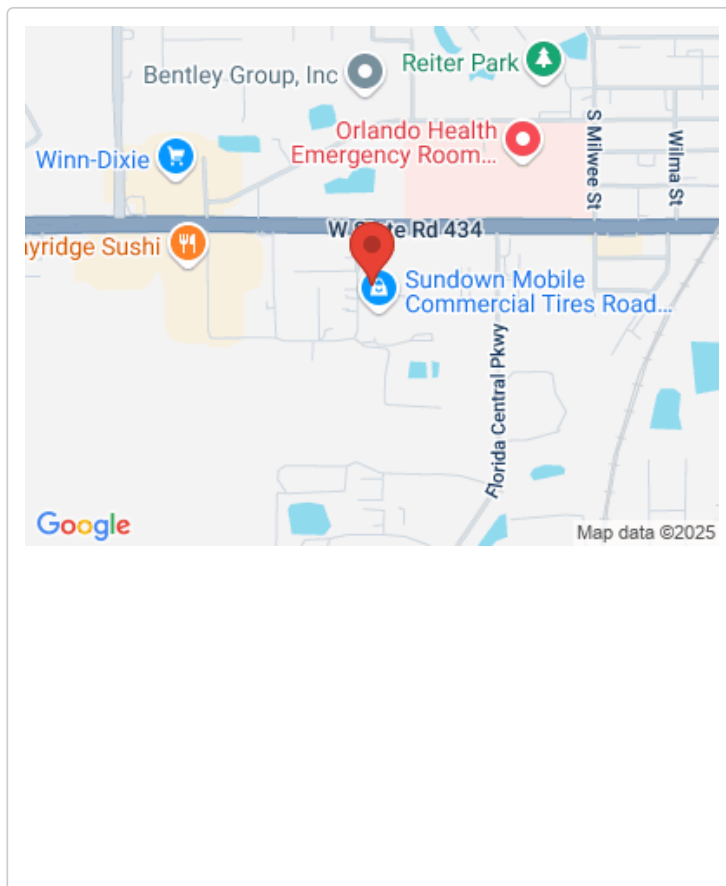 Bentley Group, Inc
Reiter Park
Orlando Health
Emergency Room...
S Milwee St
Wilma St
Winn-Dixie
W State Rd 434
yridge Sushi
Sundown Mobile
Commercial Tires Road...
Florida Central Pkwy
Google
Map data ©2025